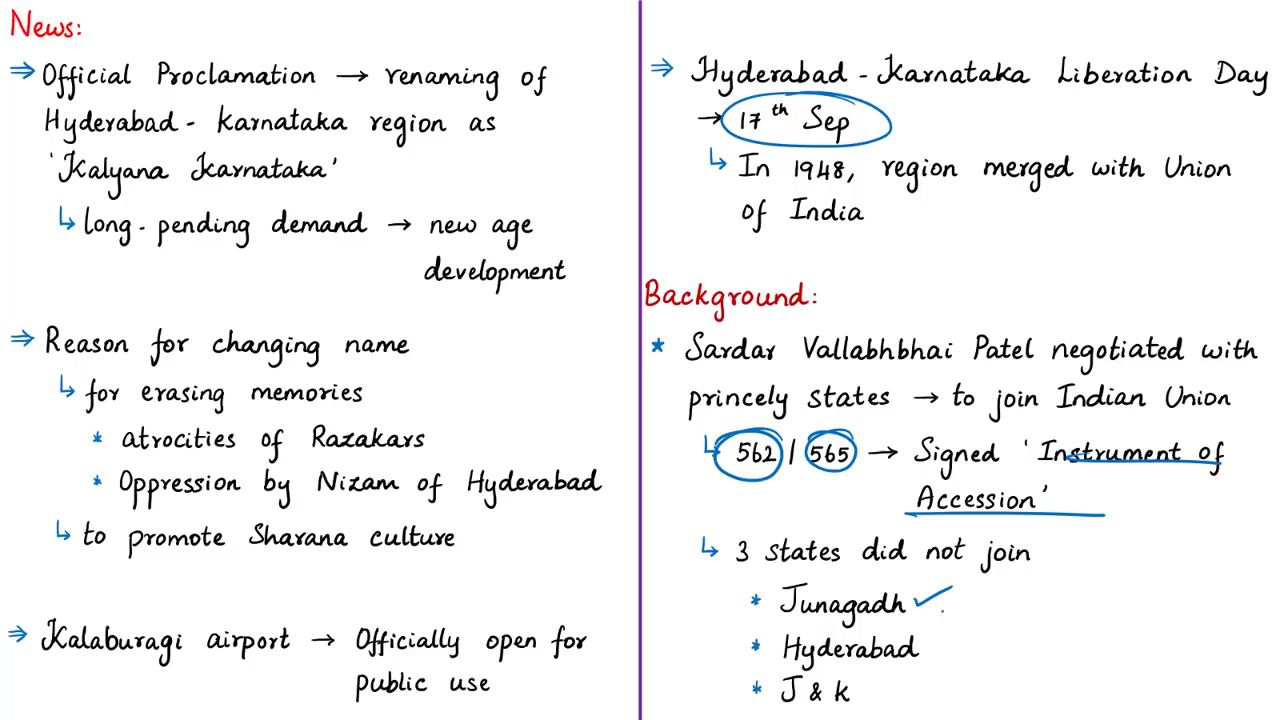 News:
⇒ Official Proclamation → renaming of
Hyderabad - Karnataka region as
'Kalyana Karnataka'
↳ long-pending demand → new age
development
⇒ Reason for changing name
↳ for erasing memories
* atrocities of Razakars
* Oppression by Nizam of Hyderabad
↳ to promote Sharana culture
⇒ Kalaburagi airport → Officially open for
public use
⇒ Hyderabad - Karnataka Liberation Day
→ 17th Sep
↳ In 1948, region merged with Union
of India
Background:
* Sardar Vallabhbhai Patel negotiated with
princely states → to join Indian Union
↳ 562 | 565 → Signed 'Instrument of
Accession'
↳ 3 states did not join
* Junagadh ✓
* Hyderabad
* J & k